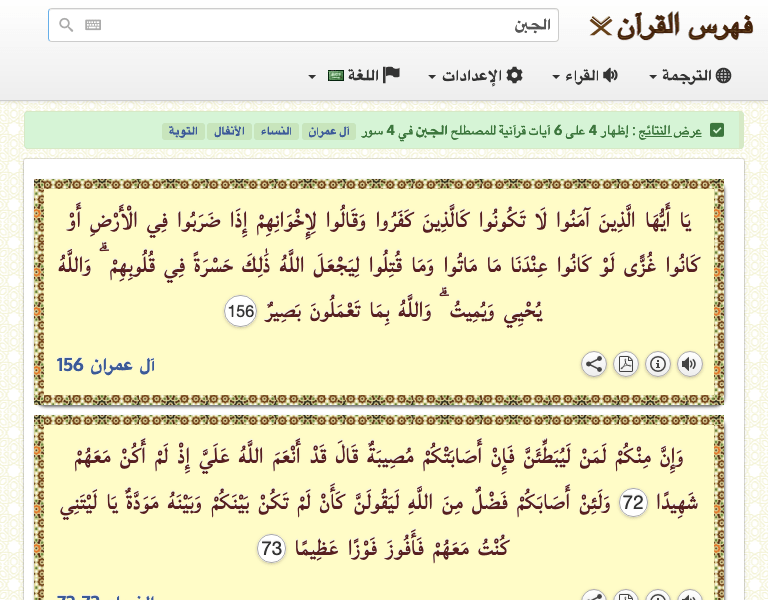 فهرس القرآن
الجبن
الترجمة القراء الإعدادات اللغة
عرض النتائج : إظهار 4 على 6 آيات قرآنية للمصطلح الجبن في 4 سور آل عمران النساء الأنفال التوبة
يَا أَيُّهَا الَّذِينَ آمَنُوا لَا تَكُونُوا كَالَّذِينَ كَفَرُوا وَقَالُوا لِإِخْوَانِهِمْ إِذَا ضَرَبُوا فِي الْأَرْضِ أَوْ
كَانُوا غُزًّى لَوْ كَانُوا عِنْدَنَا مَا مَاتُوا وَمَا قُتِلُوا لِيَجْعَلَ اللَّهُ ذَٰلِكَ حَسْرَةً فِي قُلُوبِهِمْ ۗ وَاللَّهُ
يُحْيِي وَيُمِيتُ ۗ وَاللَّهُ بِمَا تَعْمَلُونَ بَصِيرٌ 156
آل عمران 156
وَإِنَّ مِنْكُمْ لَمَنْ لَيُبَطِّئَنَّ فَإِنْ أَصَابَتْكُمْ مُصِيبَةٌ قَالَ قَدْ أَنْعَمَ اللَّهُ عَلَيَّ إِذْ لَمْ أَكُنْ مَعَهُمْ
شَهِيدًا 72 وَلَئِنْ أَصَابَكُمْ فَضْلٌ مِنَ اللَّهِ لَيَقُولَنَّ كَأَنْ لَمْ تَكُنْ بَيْنَكُمْ وَبَيْنَهُ مَوَدَّةٌ يَا لَيْتَنِي
كُنْتُ مَعَهُمْ فَأَفُوزَ فَوْزًا عَظِيمًا 73